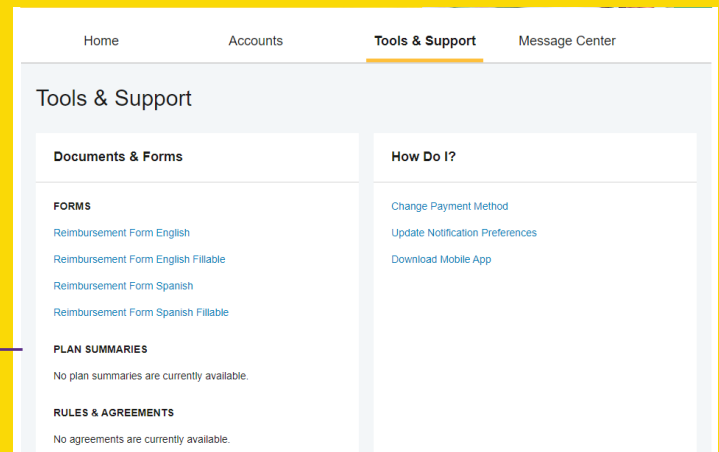 Home Accounts Tools & Support Message Center
Tools & Support
Documents & Forms
FORMS
Reimbursement Form English
Reimbursement Form English Fillable
Reimbursement Form Spanish
Reimbursement Form Spanish Fillable
PLAN SUMMARIES
No plan summaries are currently available.
RULES & AGREEMENTS
No agreements are currently available.
How Do I?
Change Payment Method
Update Notification Preferences
Download Mobile App